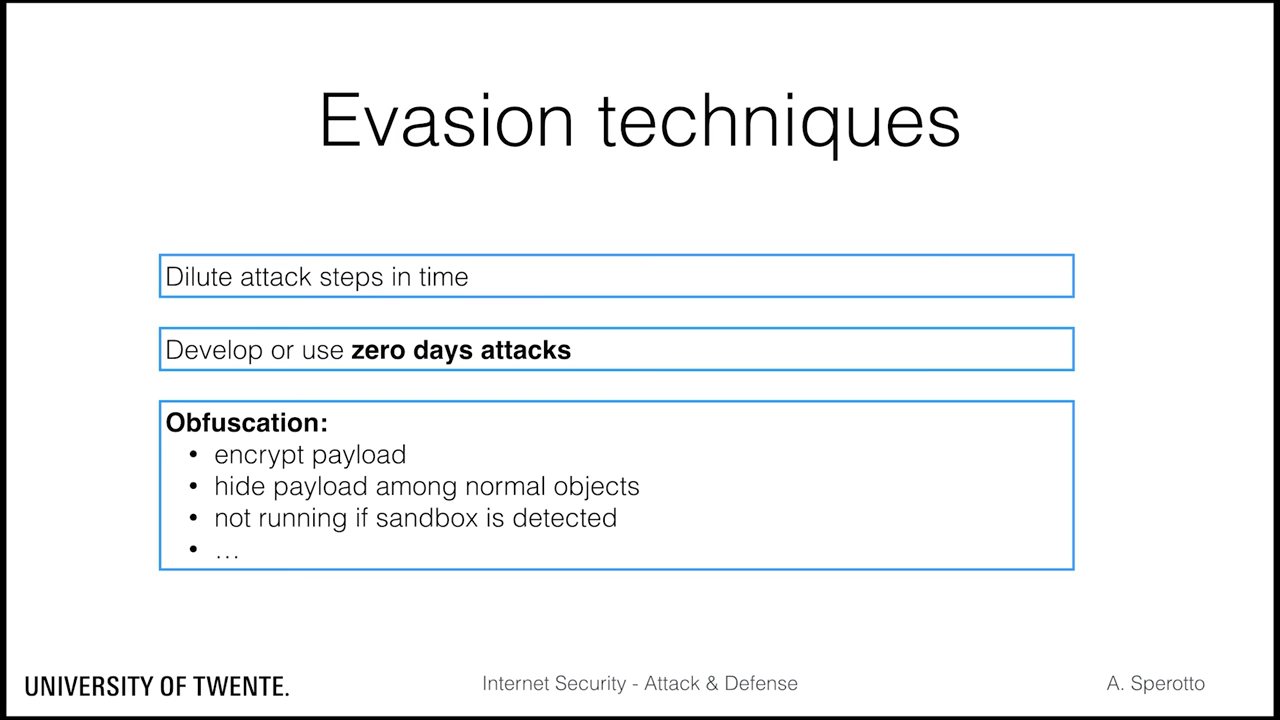 Evasion techniques
Dilute attack steps in time
Develop or use zero days attacks
Obfuscation:
• encrypt payload
• hide payload among normal objects
• not running if sandbox is detected
• …
UNIVERSITY OF TWENTE.
Internet Security - Attack & Defense
A. Sperotto